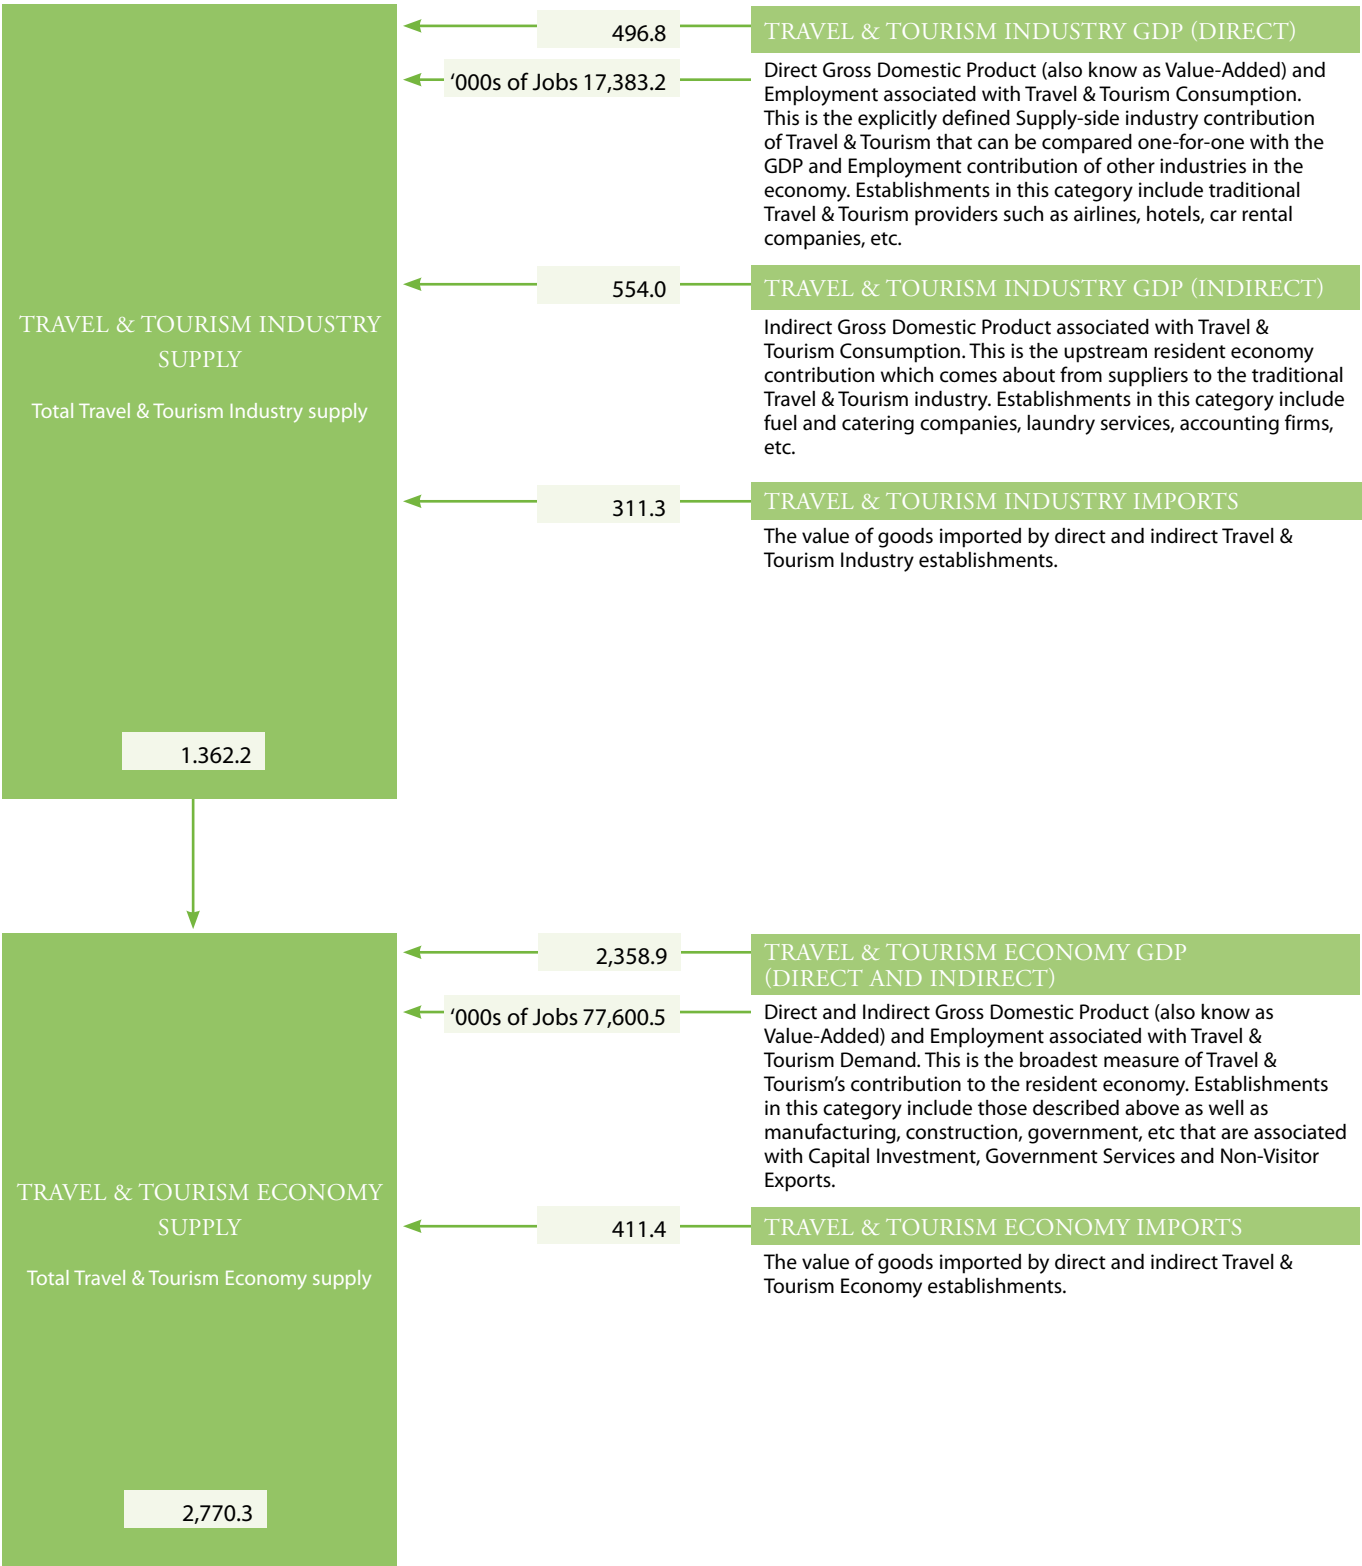 496.8
TRAVEL & TOURISM INDUSTRY GDP (DIRECT)
‘000s of Jobs 17,383.2
Direct Gross Domestic Product (also know as Value-Added) and
Employment associated with Travel & Tourism Consumption.
This is the explicitly defined Supply-side industry contribution
of Travel & Tourism that can be compared one-for-one with the
GDP and Employment contribution of other industries in the
economy. Establishments in this category include traditional
Travel & Tourism providers such as airlines, hotels, car rental
companies, etc.
554.0
TRAVEL & TOURISM INDUSTRY GDP (INDIRECT)
Indirect Gross Domestic Product associated with Travel &
Tourism Consumption. This is the upstream resident economy
contribution which comes about from suppliers to the traditional
Travel & Tourism industry. Establishments in this category include
fuel and catering companies, laundry services, accounting firms,
etc.
TRAVEL & TOURISM INDUSTRY
SUPPLY
Total Travel & Tourism Industry supply
311.3
TRAVEL & TOURISM INDUSTRY IMPORTS
The value of goods imported by direct and indirect Travel &
Tourism Industry establishments.
1.362.2
2,358.9
TRAVEL & TOURISM ECONOMY GDP
(DIRECT AND INDIRECT)
‘000s of Jobs 77,600.5
Direct and Indirect Gross Domestic Product (also know as
Value-Added) and Employment associated with Travel &
Tourism Demand. This is the broadest measure of Travel &
Tourism’s contribution to the resident economy. Establishments
in this category include those described above as well as
manufacturing, construction, government, etc that are associated
with Capital Investment, Government Services and Non-Visitor
Exports.
TRAVEL & TOURISM ECONOMY
SUPPLY
Total Travel & Tourism Economy supply
411.4
TRAVEL & TOURISM ECONOMY IMPORTS
The value of goods imported by direct and indirect Travel &
Tourism Economy establishments.
2,770.3